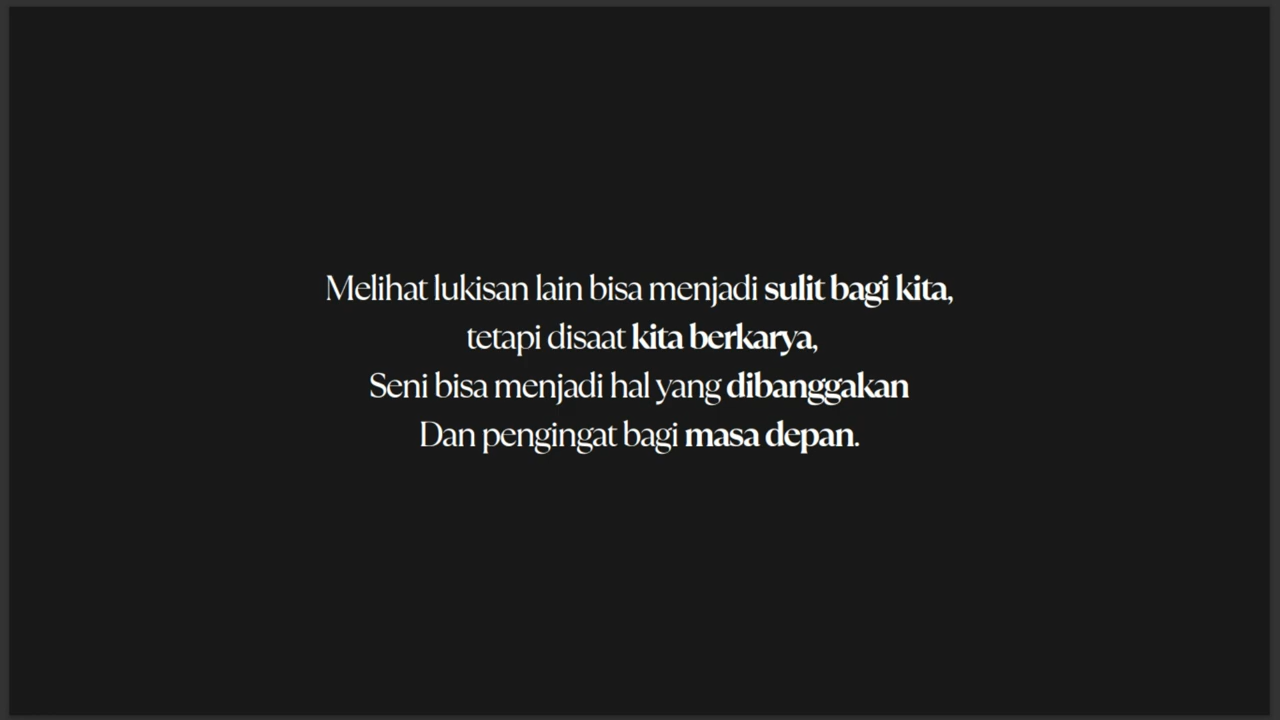 Melihat lukisan lain bisa menjadi sulit bagi kita,
tetapi disaat kita berkarya,
Seni bisa menjadi hal yang dibanggakan
Dan pengingat bagi masa depan.